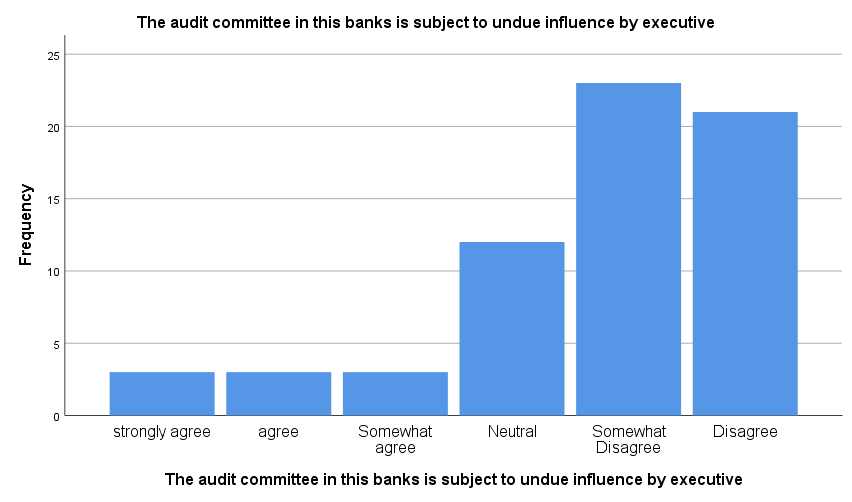 The audit committee in this banks is subject to undue influence by executive
25
20
15
10
5
0
Frequency
strongly agree
agree
Somewhat
agree
Neutral
Somewhat
Disagree
Disagree
The audit committee in this banks is subject to undue influence by executive